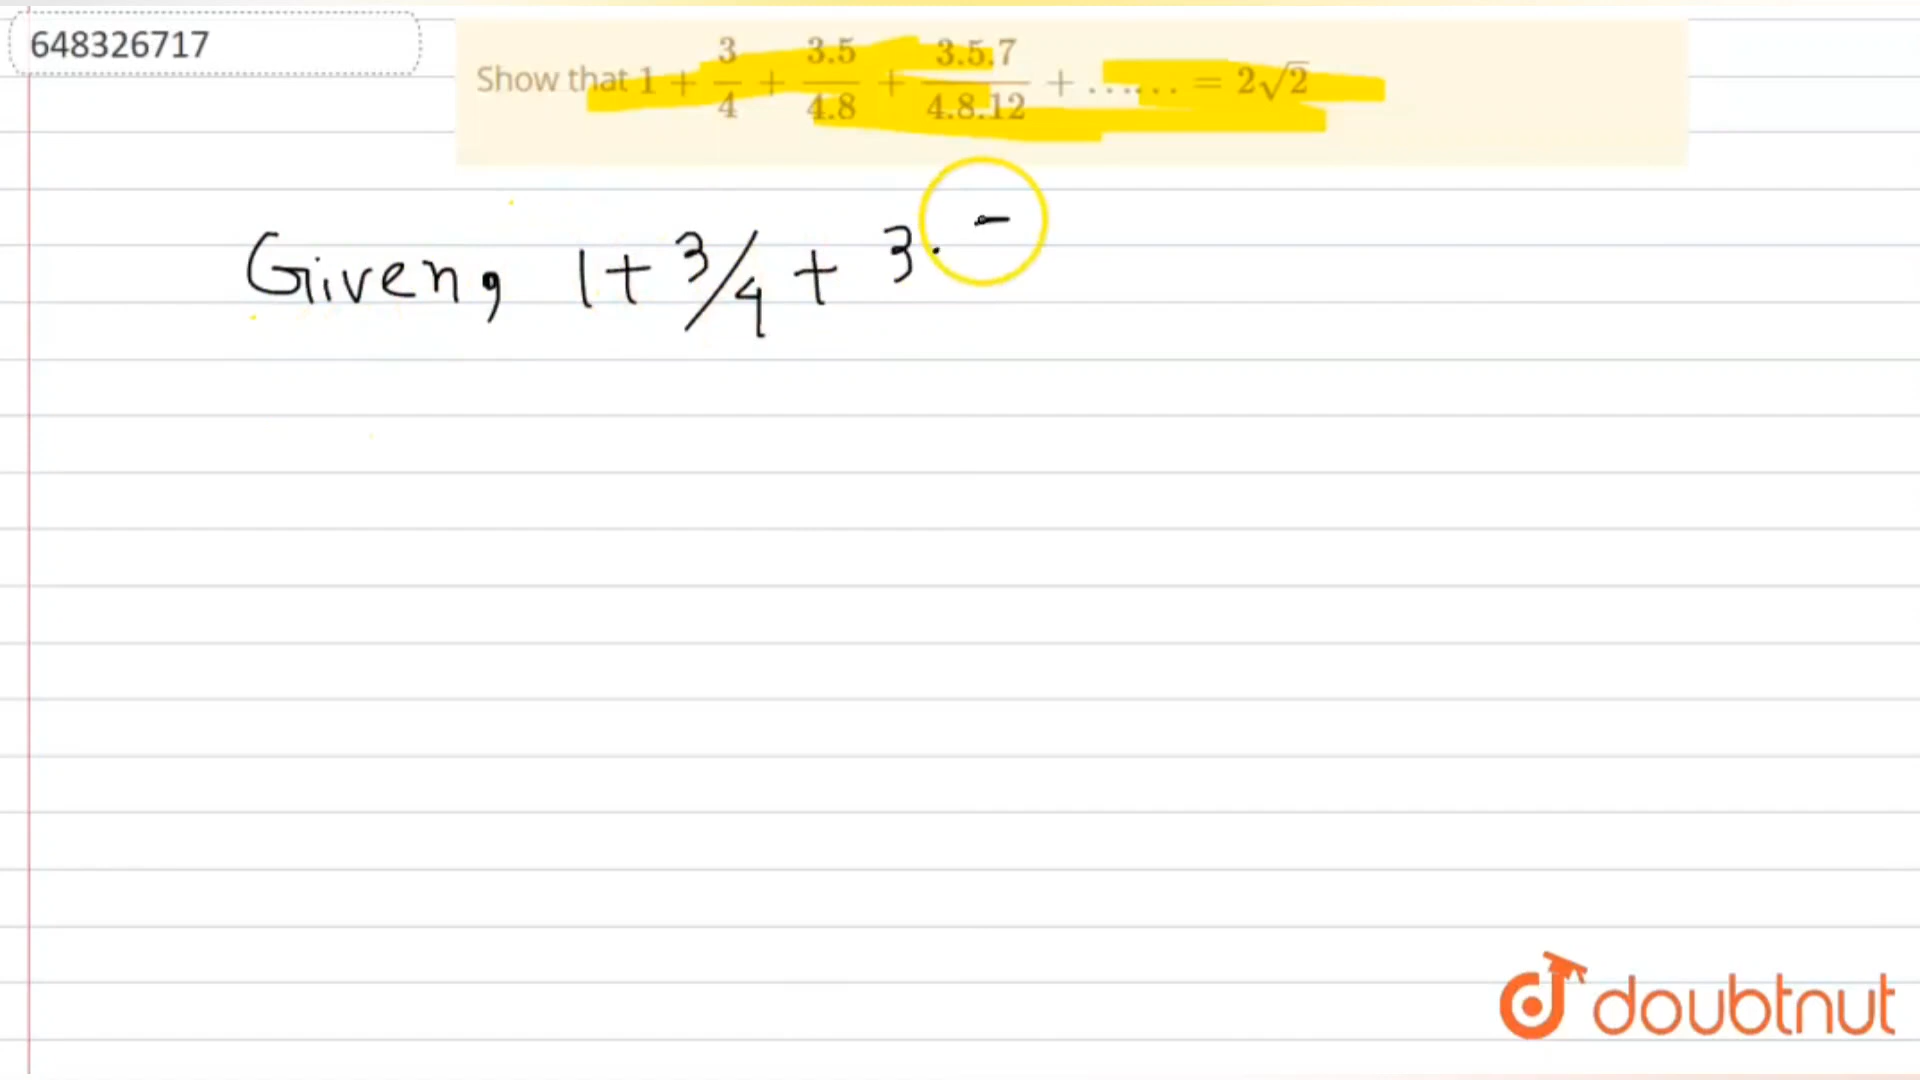 648326717
Show that 1 + 3/4 + 3.5/4.8 + 3.5.7/4.8.12 + ...... = 2√2
Given, 1 + 3/4 + 3.
doubtnut